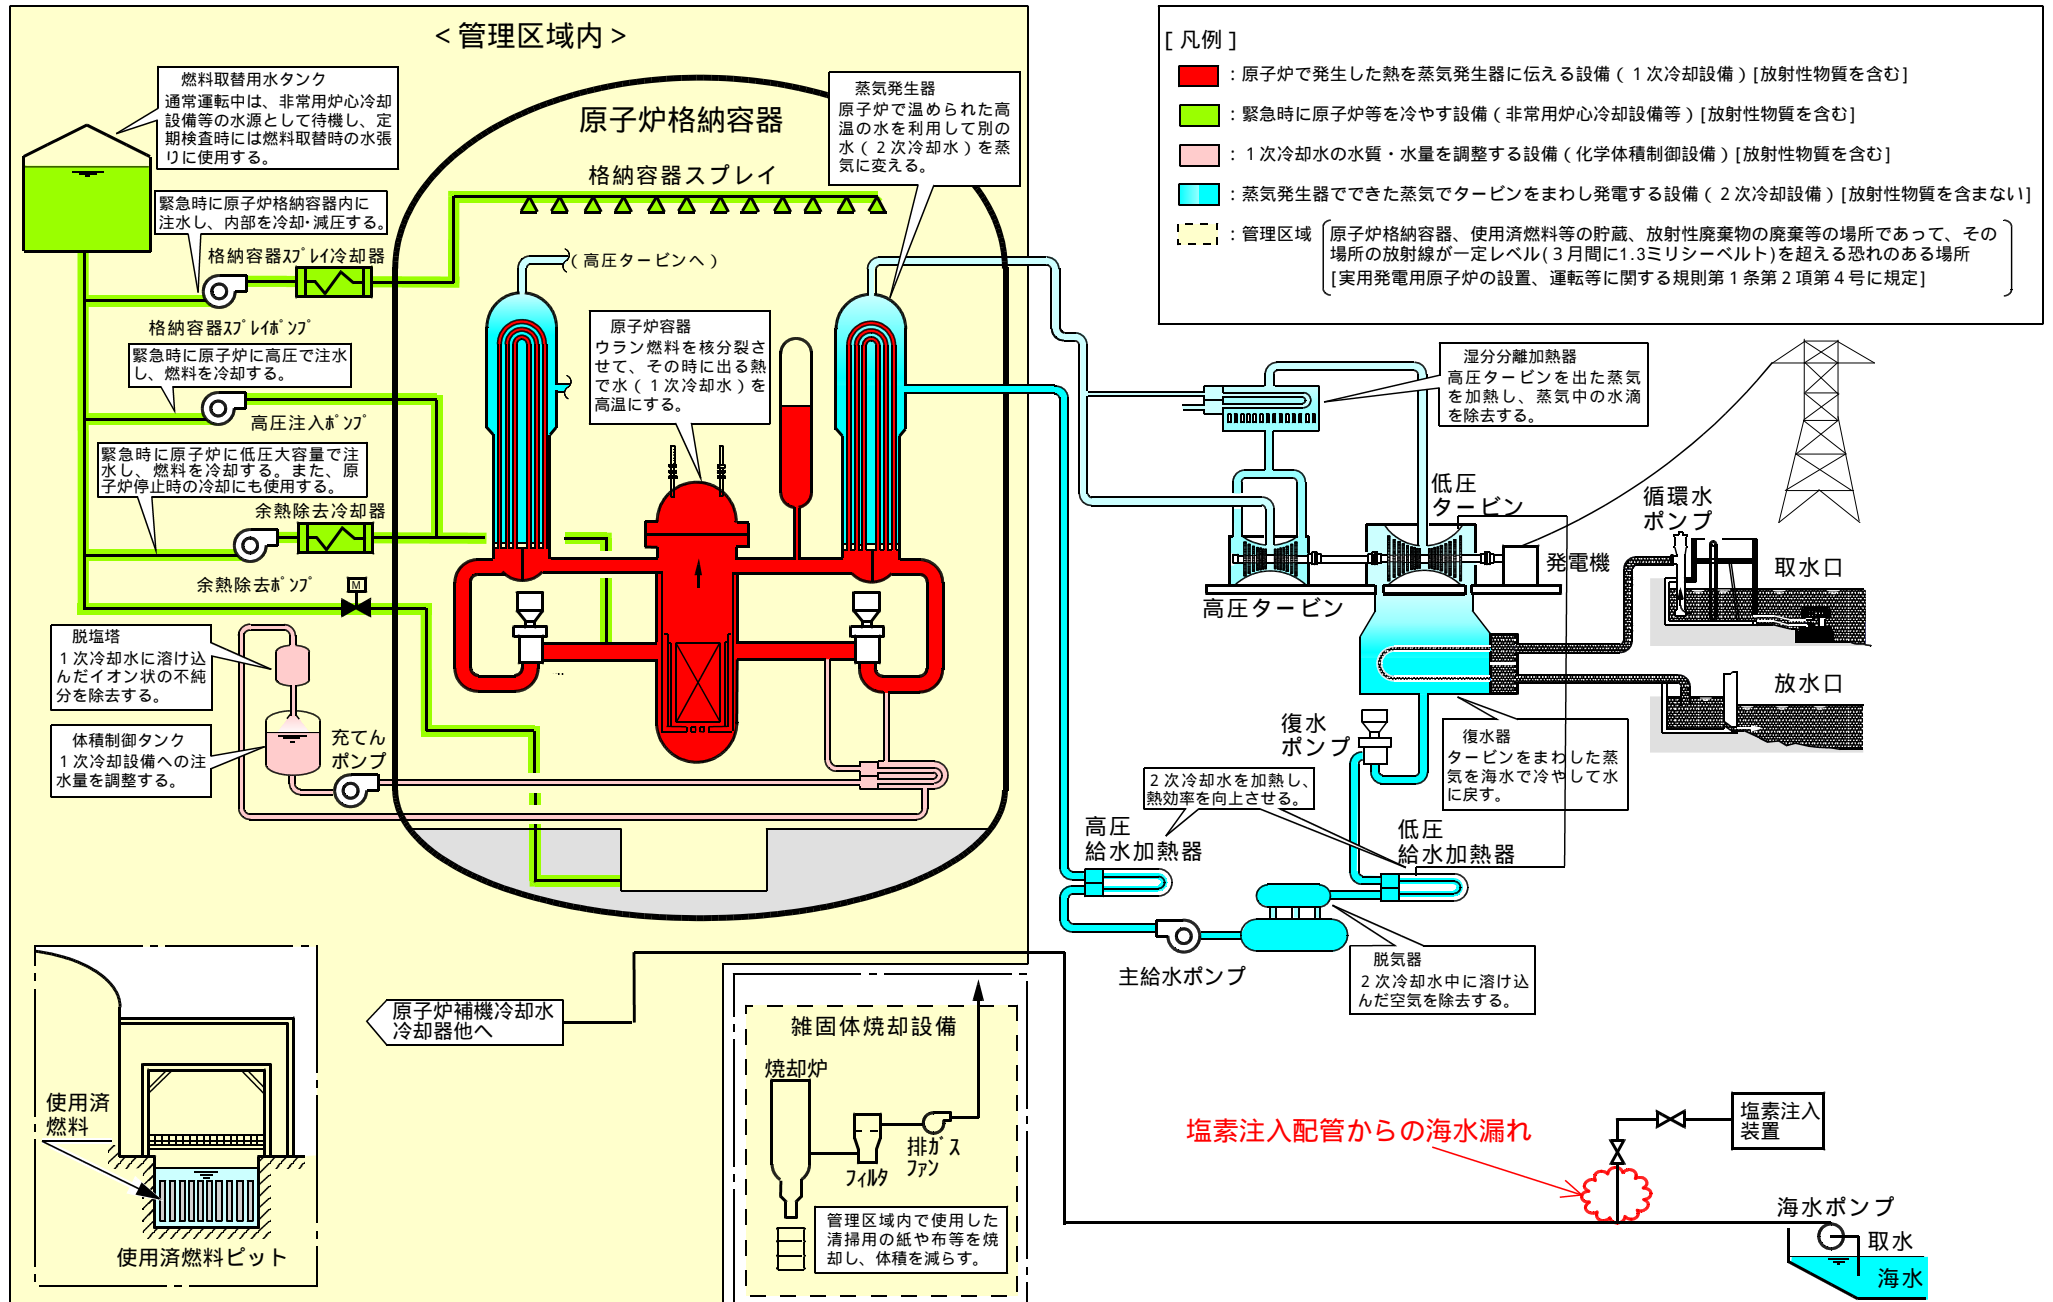 ＜管理区域内＞
燃料取替用水タンク
通常運転中は、非常用炉心冷却
設備等の水源として待機し、定
期検査時には燃料取替時の水張
りに使用する。
緊急時に原子炉格納容器内に
注水し、内部を冷却・減圧する。
格納容器ｽﾌﾟﾚｲ冷却器
格納容器ｽﾌﾟﾚｲﾎﾟﾝﾌﾟ
緊急時に原子炉に高圧で注水
し、燃料を冷却する。
高圧注入ﾎﾟﾝﾌﾟ
緊急時に原子炉に低圧大容量で注
水し、燃料を冷却する。また、原
子炉停止時の冷却にも使用する。
余熱除去冷却器
余熱除去ﾎﾟﾝﾌﾟ
M
脱塩塔
１次冷却水に溶け込
んだイオン状の不純
分を除去する。
体積制御タンク
１次冷却設備への注
水量を調整する。
充てん
ポンプ
原子炉格納容器
格納容器スプレイ
蒸気発生器
原子炉で温められた高
温の水を利用して別の
水（２次冷却水）を蒸
気に変える。
（高圧タービンへ）
原子炉容器
ウラン燃料を核分裂さ
せて、その時に出る熱
で水（１次冷却水）を
高温にする。
[ 凡例 ]
：原子炉で発生した熱を蒸気発生器に伝える設備（１次冷却設備）[放射性物質を含む]
：緊急時に原子炉等を冷やす設備（非常用炉心冷却設備等）[放射性物質を含む]
：１次冷却水の水質・水量を調整する設備（化学体積制御設備）[放射性物質を含む]
：蒸気発生器でできた蒸気でタービンをまわし発電する設備（２次冷却設備）[放射性物質を含まない]
：管理区域
原子炉格納容器、使用済燃料等の貯蔵、放射性廃棄物の廃棄等の場所であって、その
場所の放射線が一定レベル(３月間に1.3ミリシーベルト)を超える恐れのある場所
[実用発電用原子炉の設置、運転等に関する規則第１条第２項第４号に規定]
湿分分離加熱器
高圧タービンを出た蒸気
を加熱し、蒸気中の水滴
を除去する。
低圧
タービン
高圧タービン
発電機
循環水
ポンプ
取水口
放水口
復水
ポンプ
復水器
タービンをまわした蒸
気を海水で冷やして水
に戻す。
２次冷却水を加熱し、
熱効率を向上させる。
高圧
給水加熱器
低圧
給水加熱器
主給水ポンプ
脱気器
２次冷却水中に溶け込
んだ空気を除去する。
原子炉補機冷却水
冷却器他へ
使用済
燃料
使用済燃料ピット
雑固体焼却設備
焼却炉
ﾌｨﾙﾀ
排ｶﾞｽ
ﾌｧﾝ
管理区域内で使用した
清掃用の紙や布等を焼
却し、体積を減らす。
塩素注入配管からの海水漏れ
塩素注入
装置
海水ポンプ
取水
海水